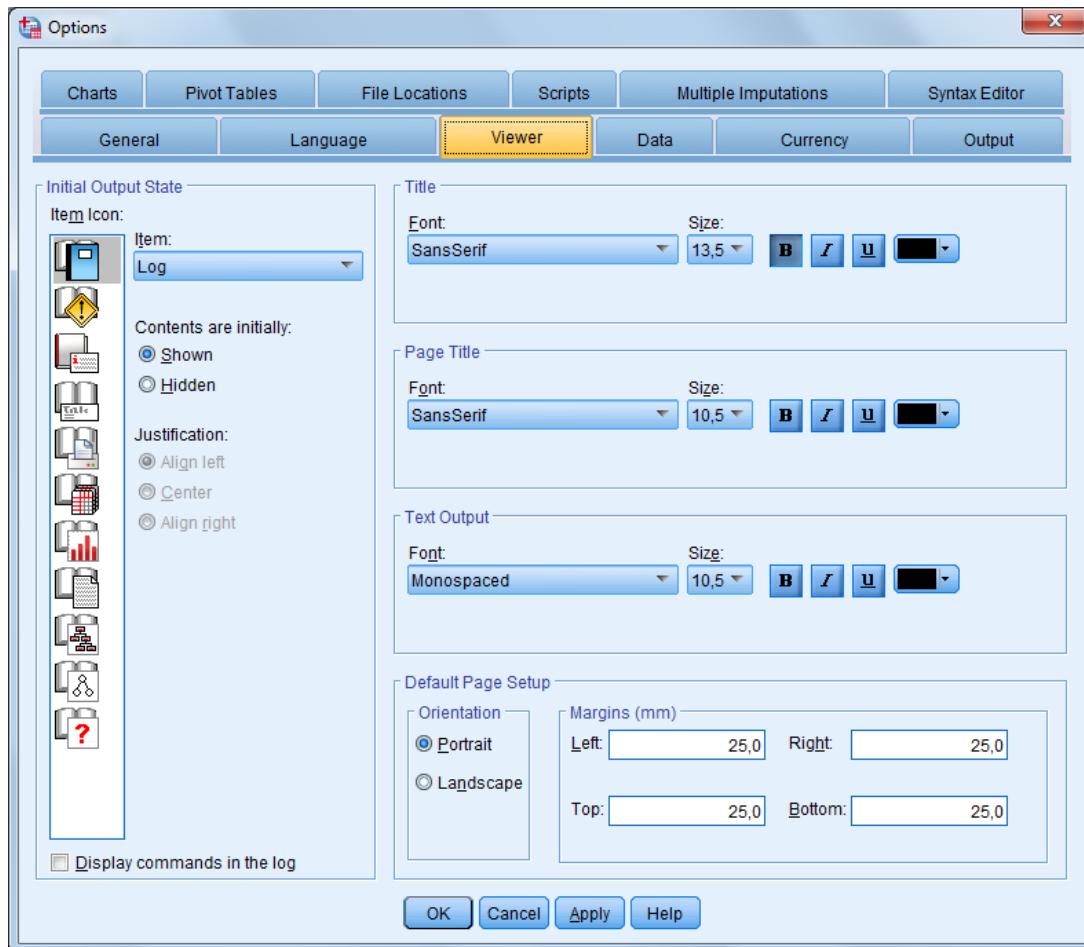 Options
Charts
Pivot Tables
File Locations
Scripts
Multiple Imputations
Syntax Editor
General
Language
Viewer
Data
Currency
Output
Initial Output State
Item Icon:
Item:
Log
Contents are initially:
Shown
Hidden
Justification:
Align left
Center
Align right
Title
Display commands in the log
Title
Font:
Size:
SansSerif
13,5
B
I
U
Page Title
Font:
Size:
SansSerif
10,5
B
I
U
Text Output
Font:
Size:
Monospaced
10,5
B
I
U
Default Page Setup
Orientation
Portrait
Landscape
Margins (mm)
Left:
25,0
Right:
25,0
Top:
25,0
Bottom:
25,0
OK
Cancel
Apply
Help